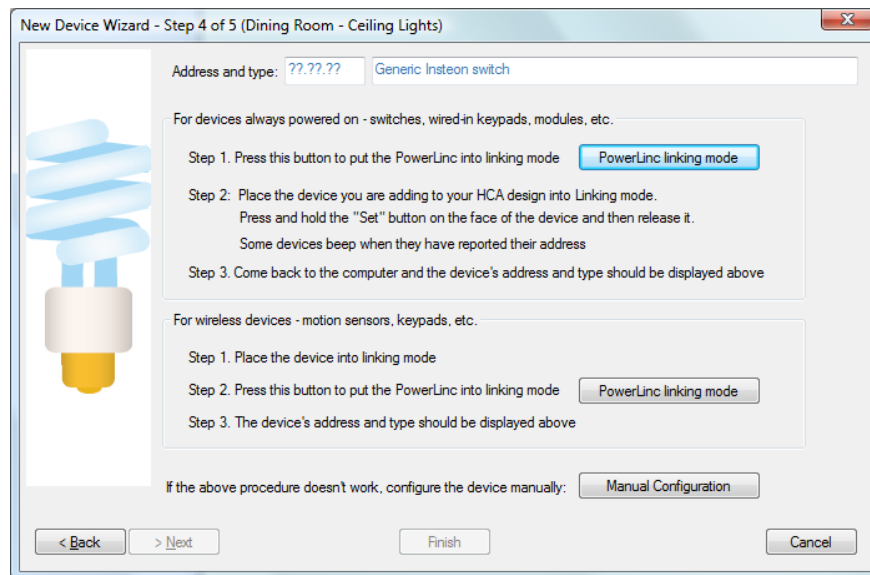 New Device Wizard - Step 4 of 5 (Dining Room - Ceiling Lights)
Address and type: ??.??.?? Generic Insteon switch
For devices always powered on - switches, wired-in keypads, modules, etc.
Step 1. Press this button to put the PowerLinc into linking mode PowerLinc linking mode
Step 2: Place the device you are adding to your HCA design into Linking mode.
Press and hold the "Set" button on the face of the device and then release it.
Some devices beep when they have reported their address
Step 3. Come back to the computer and the device's address and type should be displayed above
For wireless devices - motion sensors, keypads, etc.
Step 1. Place the device into linking mode
Step 2. Press this button to put the PowerLinc into linking mode PowerLinc linking mode
Step 3. The device's address and type should be displayed above
If the above procedure doesn't work, configure the device manually: Manual Configuration
< Back > Next Finish Cancel